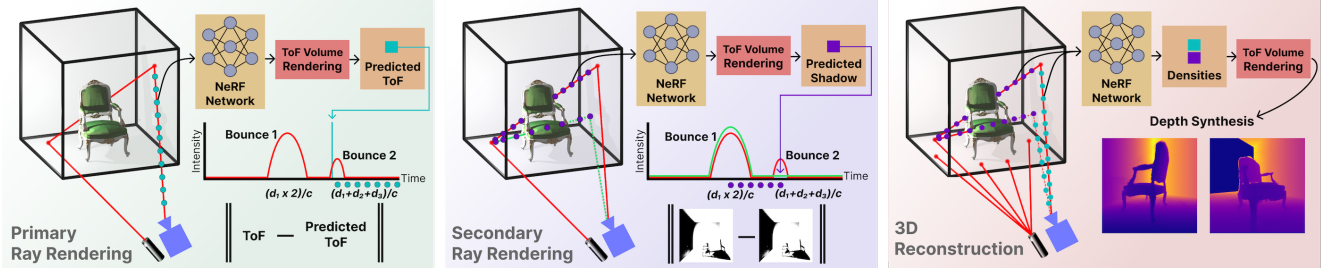 NeRF
Network
ToF Volume
Rendering
Predicted
ToF
Intensity
Bounce 1
Bounce 2
Time
(d₁ x 2)/c
(d₁+d₂+d₃)/c
ToF — Predicted
ToF
Primary
Ray Rendering
NeRF
Network
ToF Volume
Rendering
Predicted
Shadow
Intensity
Bounce 1
Bounce 2
Time
(d₁ x 2)/c
(d₁+d₂+d₃)/c
Secondary
Ray Rendering
NeRF
Network
Densities
ToF Volume
Rendering
Depth Synthesis
3D
Reconstruction